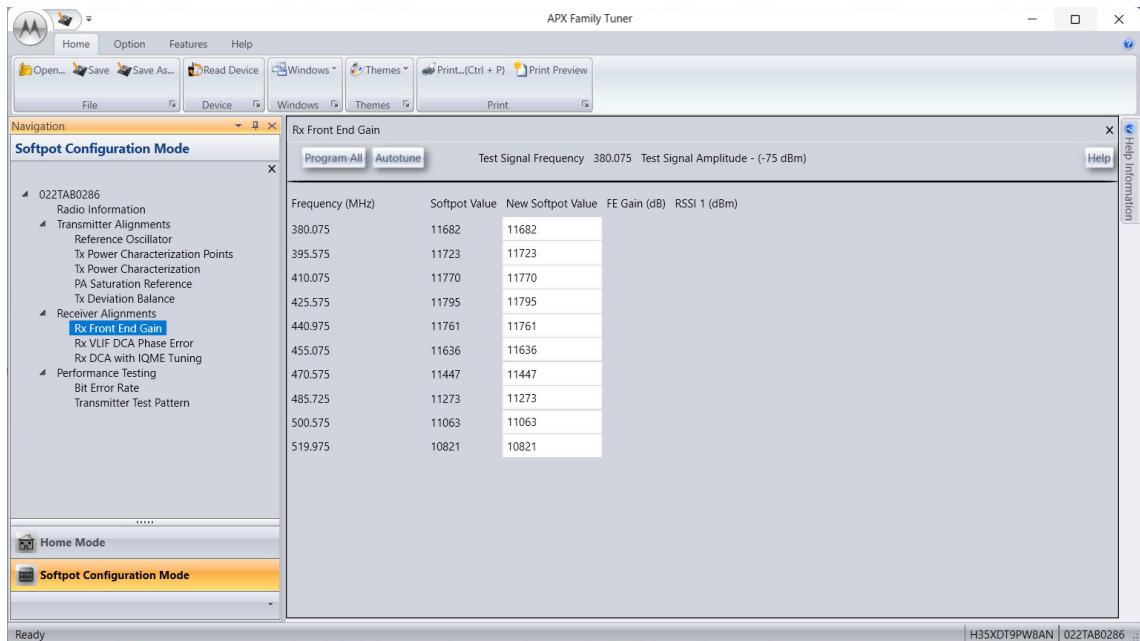 APX Family Tuner
Home Option Features Help
Open... Save Save As... Read Device Windows Themes Print...(Ctrl + P) Print Preview
File Device Windows Themes Print
Navigation
Softpot Configuration Mode
022TAB0286
Radio Information
Transmitter Alignments
Reference Oscillator
Tx Power Characterization Points
Tx Power Characterization
PA Saturation Reference
Tx Deviation Balance
Receiver Alignments
Rx Front End Gain
Rx VLIF DCA Phase Error
Rx DCA with IQME Tuning
Performance Testing
Bit Error Rate
Transmitter Test Pattern
Home Mode
Softpot Configuration Mode
Rx Front End Gain
Program All Autotune Test Signal Frequency 380.075 Test Signal Amplitude - (-75 dBm) Help
Frequency (MHz) Softpot Value New Softpot Value FE Gain (dB) RSSI 1 (dBm)
380.075 11682 11682
395.575 11723 11723
410.075 11770 11770
425.575 11795 11795
440.975 11761 11761
455.075 11636 11636
470.575 11447 11447
485.725 11273 11273
500.575 11063 11063
519.975 10821 10821
Help Information
Ready H35XDT9PW8AN 022TAB0286